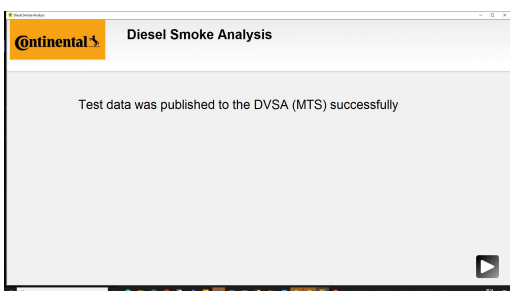 Diesel Smoke Analysis
Continental
Diesel Smoke Analysis
Test data was published to the DVSA (MTS) successfully